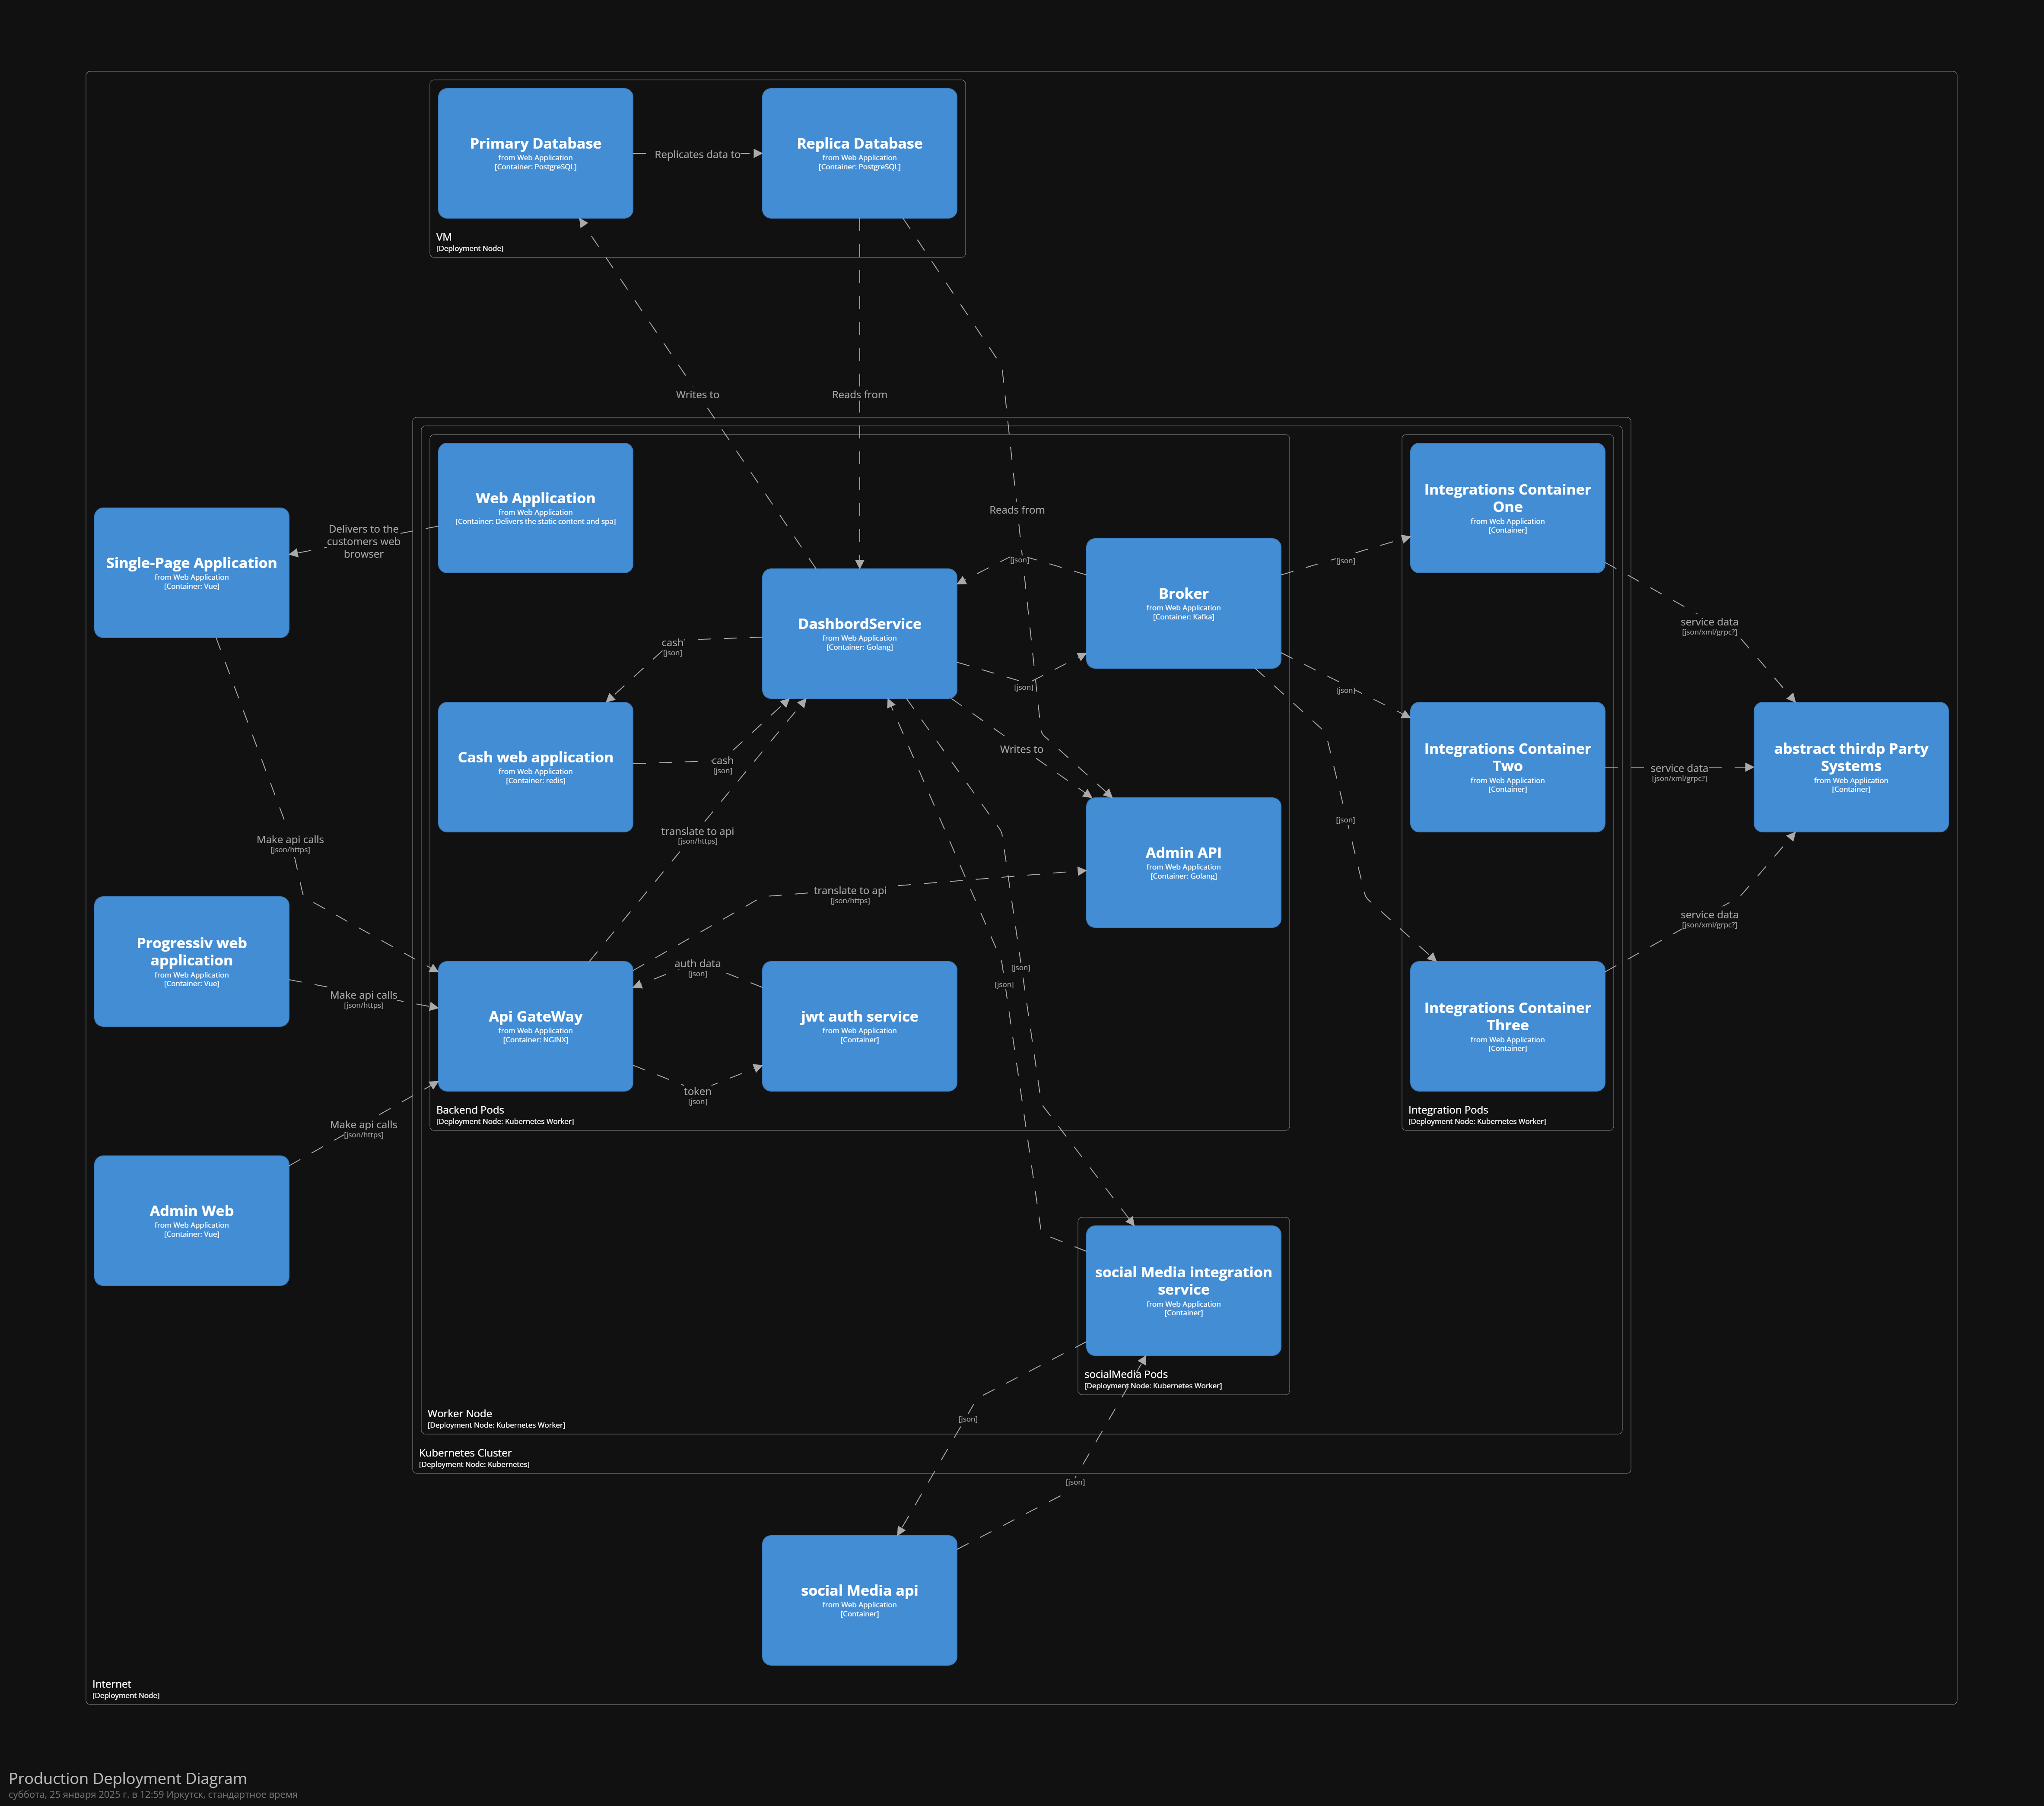 Primary Database
from Web Application
[Container: PostgreSQL]
Replicates data to
Replica Database
from Web Application
[Container: PostgreSQL]
VM
[Deployment Node]
Writes to
Reads from
Reads from
Web Application
from Web Application
[Container: Delivers the static content and spa]
Delivers to the
customers web
browser
Single-Page Application
from Web Application
[Container: Vue]
DashbordService
from Web Application
[Container: Golang]
[json]
[json]
Broker
from Web Application
[Container: Kafka]
[json]
[json]
[json]
Integrations Container
One
from Web Application
[Container]
service data
[json/xml/grpc?]
cash
[json]
Cash web application
from Web Application
[Container: redis]
cash
[json]
Writes to
Integrations Container
Two
from Web Application
[Container]
service data
[json/xml/grpc?]
abstract thirdp Party
Systems
from Web Application
[Container]
Make api calls
[json/https]
translate to api
[json/https]
translate to api
[json/https]
Admin API
from Web Application
[Container: Golang]
service data
[json/xml/grpc?]
Progressiv web
application
from Web Application
[Container: Vue]
Make api calls
[json/https]
Api GateWay
from Web Application
[Container: NGINX]
auth data
[json]
token
[json]
jwt auth service
from Web Application
[Container]
[json]
[json]
Integrations Container
Three
from Web Application
[Container]
Backend Pods
[Deployment Node: Kubernetes Worker]
Integration Pods
[Deployment Node: Kubernetes Worker]
Make api calls
[json/https]
Admin Web
from Web Application
[Container: Vue]
social Media integration
service
from Web Application
[Container]
socialMedia Pods
[Deployment Node: Kubernetes Worker]
Worker Node
[Deployment Node: Kubernetes Worker]
[json]
Kubernetes Cluster
[Deployment Node: Kubernetes]
[json]
social Media api
from Web Application
[Container]
Internet
[Deployment Node]
Production Deployment Diagram
суббота, 25 января 2025 г. в 12:59 Иркутск, стандартное время